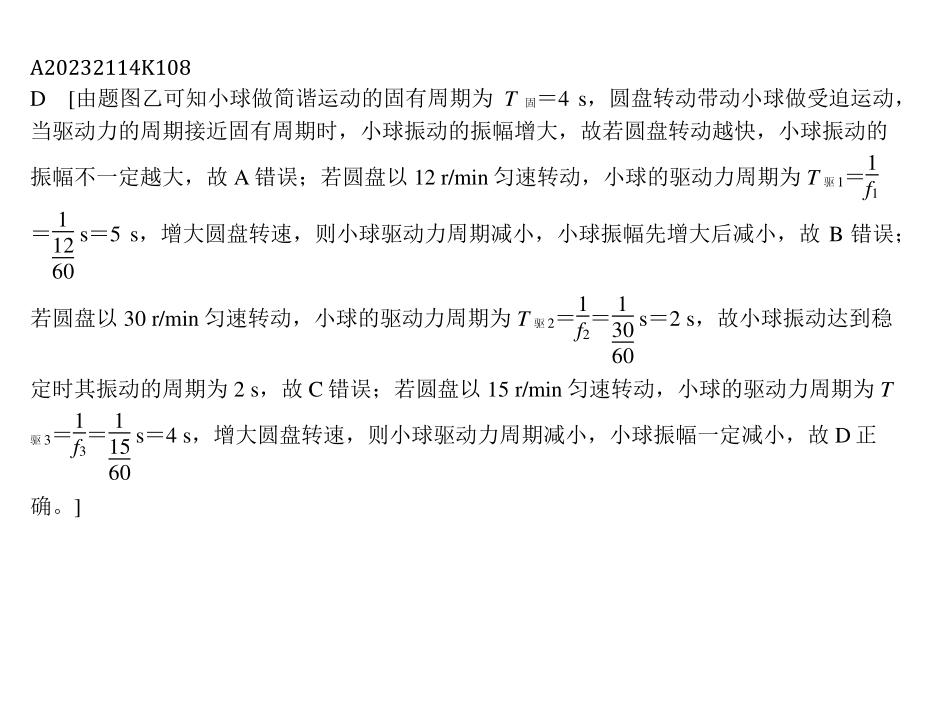 A20232114K108
D [由题图乙可知小球做简谐运动的固有周期为 T 固＝4 s，圆盘转动带动小球做受迫运动，
当驱动力的周期接近固有周期时，小球振动的振幅增大，故若圆盘转动越快，小球振动的
振幅不一定越大，故 A 错误；若圆盘以 12 r/min 匀速转动，小球的驱动力周期为 T 驱1＝\frac{1}{f_1}
＝\frac{1}{\frac{12}{60}} s＝5 s，增大圆盘转速，则小球驱动力周期减小，小球振幅先增大后减小，故 B 错误；
若圆盘以 30 r/min 匀速转动，小球的驱动力周期为 T 驱2＝\frac{1}{f_2}＝\frac{1}{\frac{30}{60}} s＝2 s，故小球振动达到稳
定时其振动的周期为 2 s，故 C 错误；若圆盘以 15 r/min 匀速转动，小球的驱动力周期为 T
驱3＝\frac{1}{f_3}＝\frac{1}{\frac{15}{60}} s＝4 s，增大圆盘转速，则小球驱动力周期减小，小球振幅一定减小，故 D 正
确。]